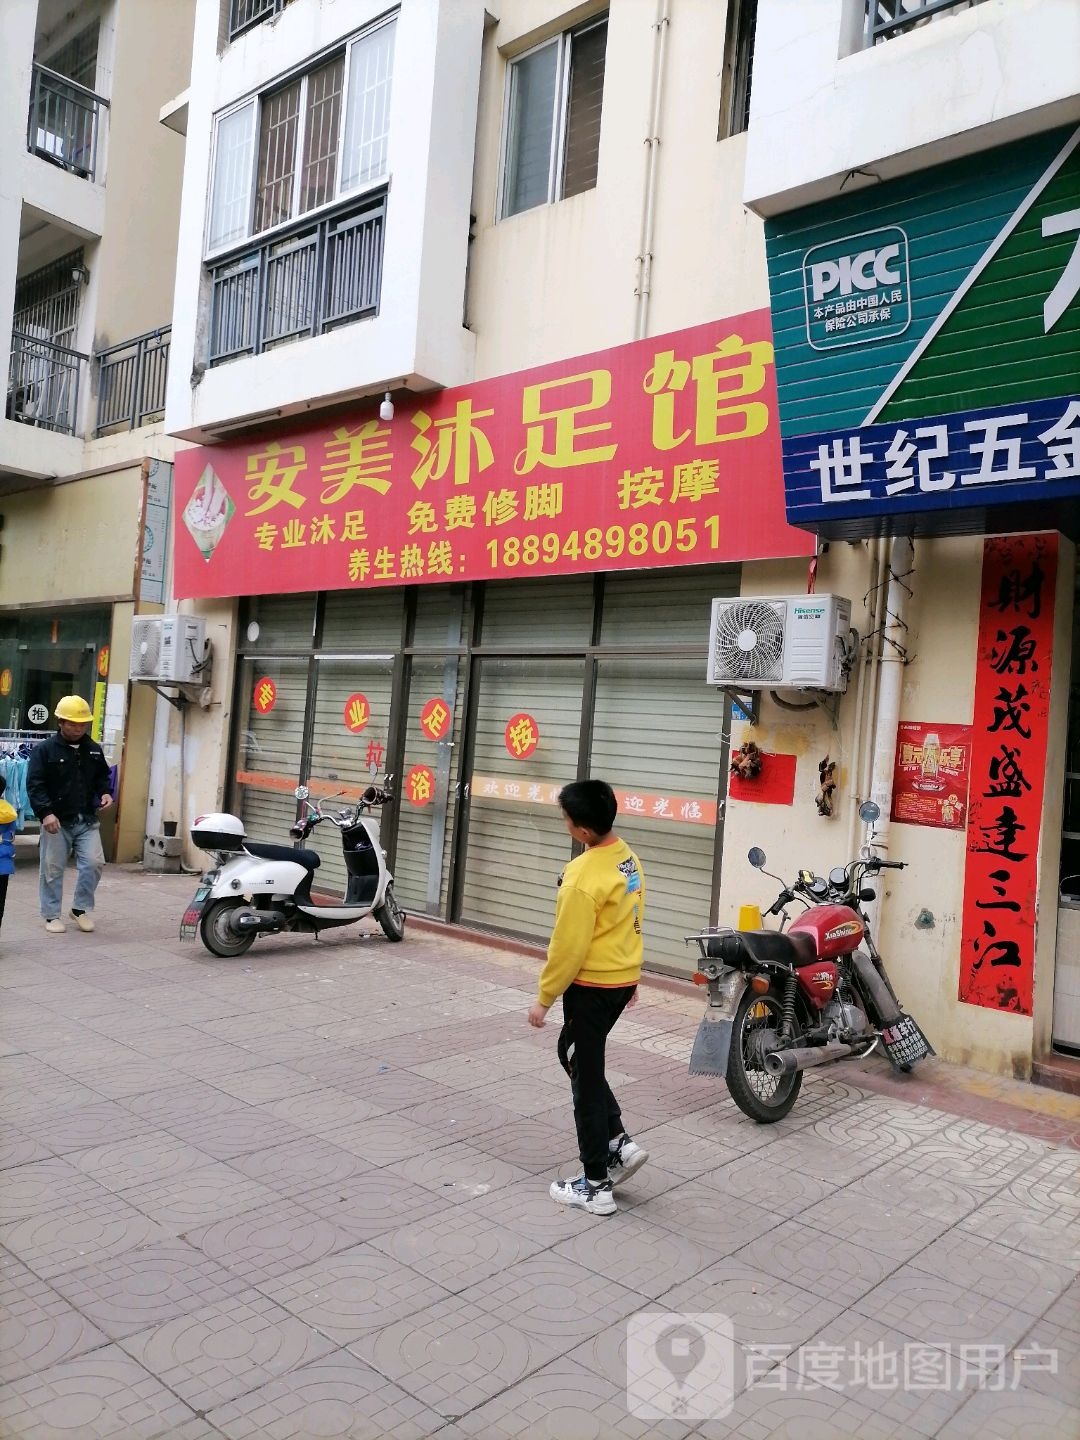 安美沐足馆
专业沐足 免费修脚 按摩
养生热线：18894898051
PICC
本产品由中国人民
保险公司承保
世纪五金
Hisense
财源茂盛达三江
专业足按
浴
欢迎光临
迎光临
推
XinShing
百度地图用户